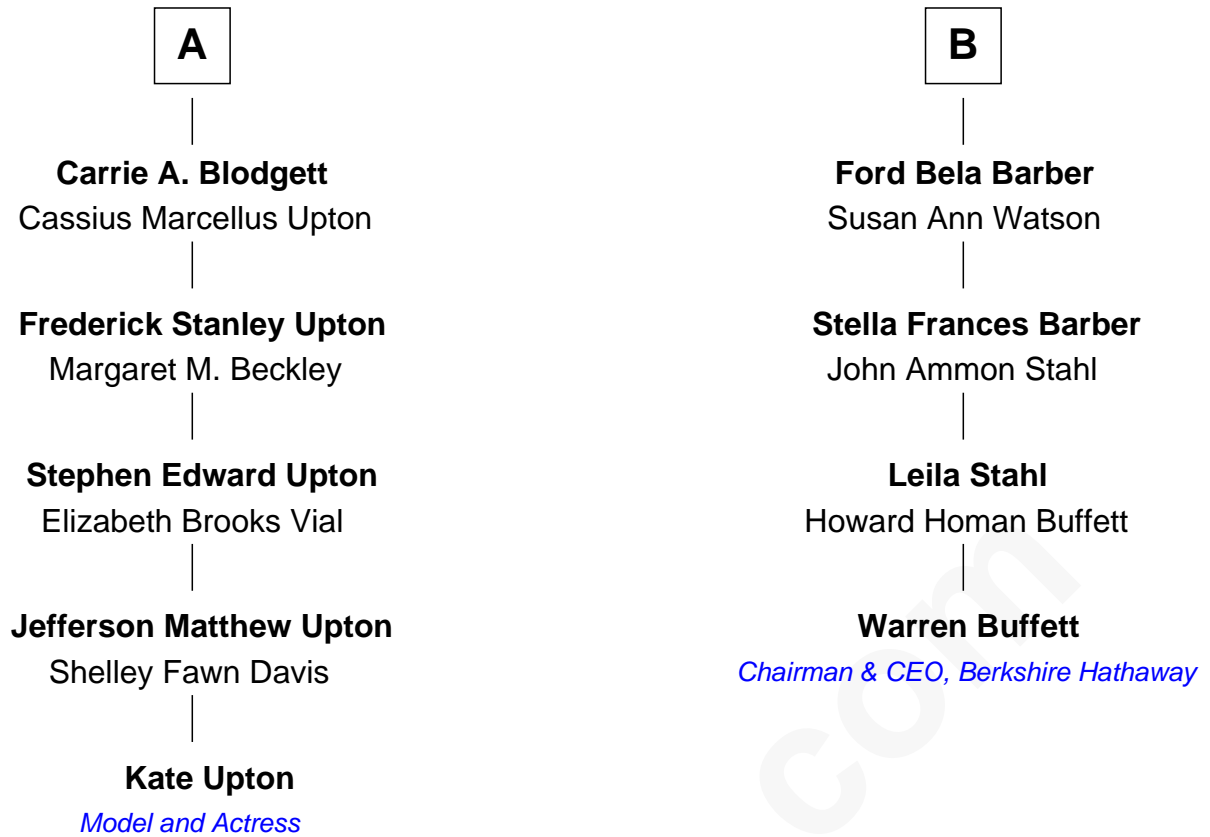 A
Carrie A. Blodgett
Cassius Marcellus Upton
Frederick Stanley Upton
Margaret M. Beckley
Stephen Edward Upton
Elizabeth Brooks Vial
Jefferson Matthew Upton
Shelley Fawn Davis
Kate Upton
Model and Actress
B
Ford Bela Barber
Susan Ann Watson
Stella Frances Barber
John Ammon Stahl
Leila Stahl
Howard Homan Buffett
Warren Buffett
Chairman & CEO, Berkshire Hathaway
com